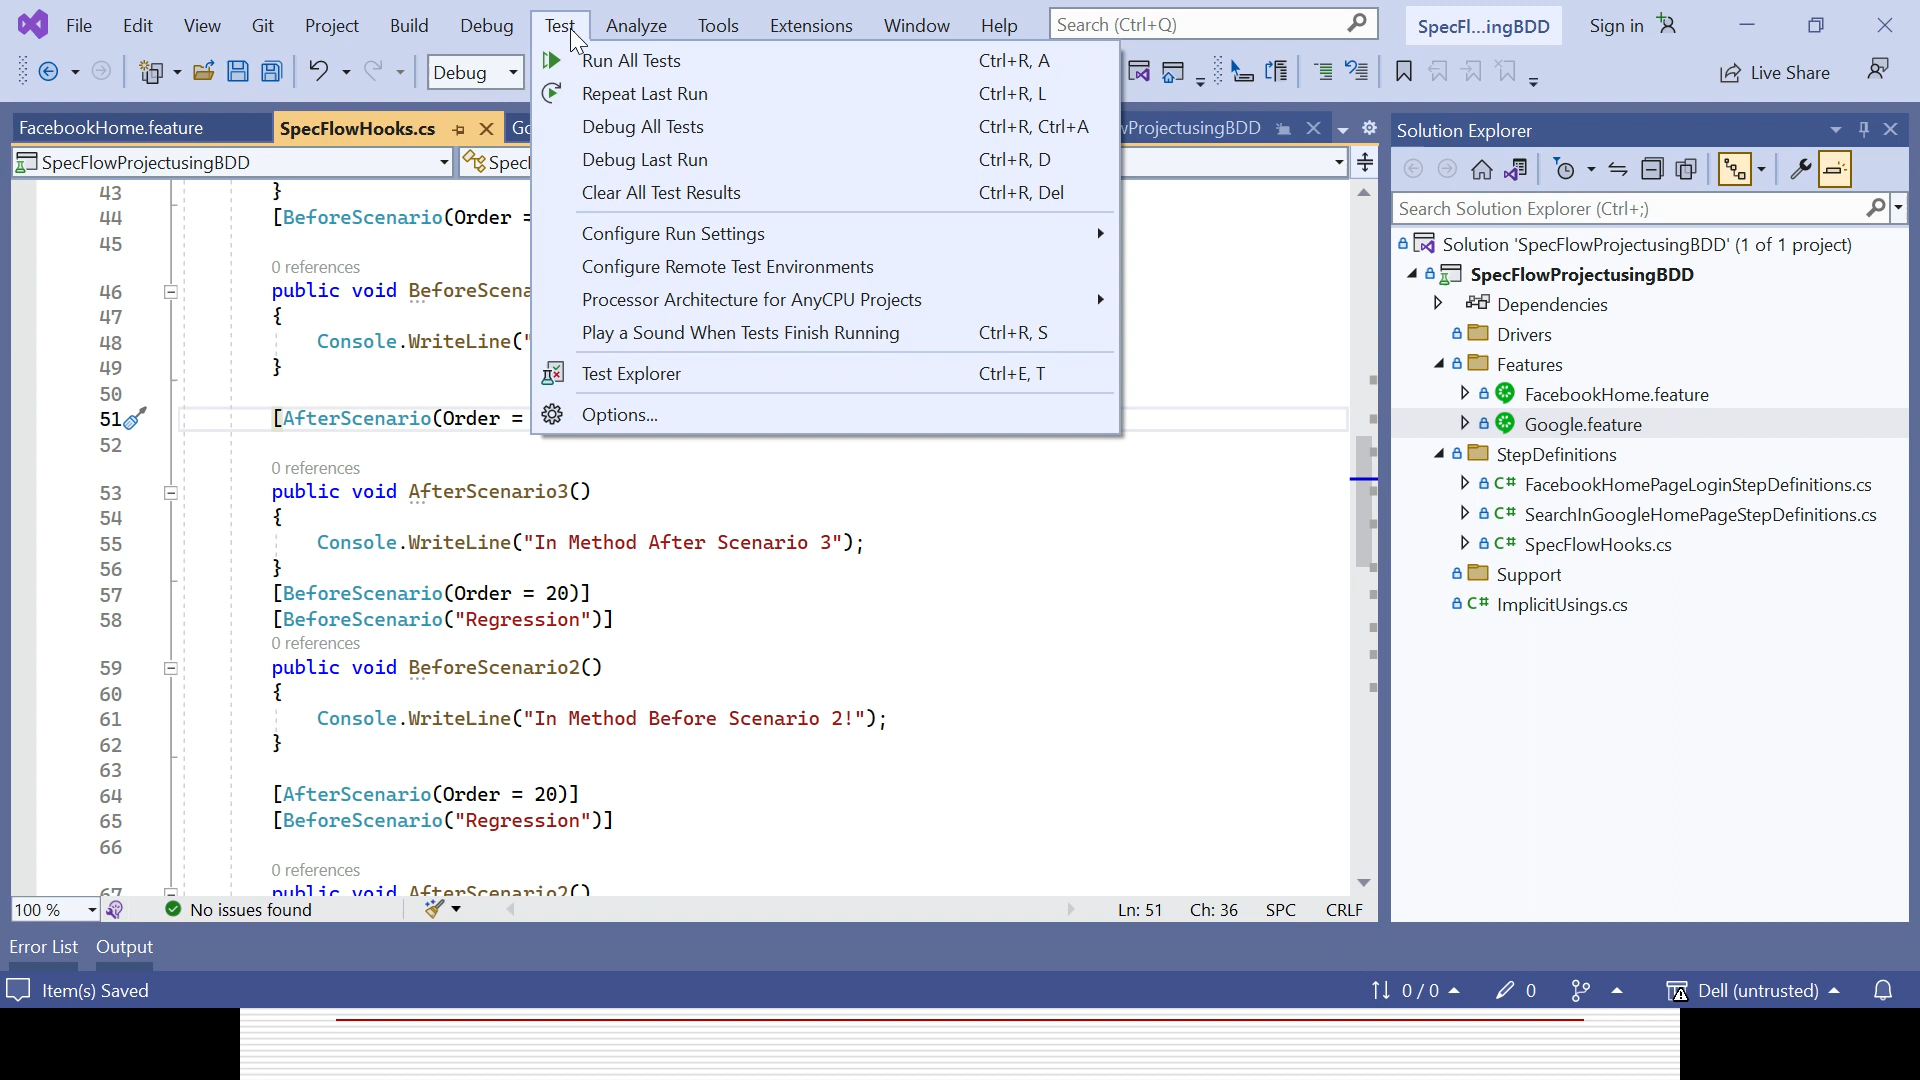 File Edit View Git Project Build Debug Test Analyze Tools Extensions Window Help Search (Ctrl+Q) SpecFl...ingBDD Sign in
Debug Live Share
Run All Tests Ctrl+R, A
Repeat Last Run Ctrl+R, L
Debug All Tests Ctrl+R, Ctrl+A
Debug Last Run Ctrl+R, D
Clear All Test Results Ctrl+R, Del
Configure Run Settings
Configure Remote Test Environments
Processor Architecture for AnyCPU Projects
Play a Sound When Tests Finish Running Ctrl+R, S
Test Explorer Ctrl+E, T
Options...
FacebookHome.feature SpecFlowHooks.cs
SpecFlowProjectusingBDD
43 }
44 [BeforeScenario(Order =
45
0 references
46 public void BeforeScena
47 {
48 Console.WriteLine("
49 }
50
51 [AfterScenario(Order =
52
0 references
53 public void AfterScenario3()
54 {
55 Console.WriteLine("In Method After Scenario 3");
56 }
57 [BeforeScenario(Order = 20)]
58 [BeforeScenario("Regression")]
0 references
59 public void BeforeScenario2()
60 {
61 Console.WriteLine("In Method Before Scenario 2!");
62 }
63
64 [AfterScenario(Order = 20)]
65 [BeforeScenario("Regression")]
66
0 references
67 public void AfterScenario2()
100 % No issues found Ln: 51 Ch: 36 SPC CRLF
Solution Explorer
Search Solution Explorer (Ctrl+;)
Solution 'SpecFlowProjectusingBDD' (1 of 1 project)
SpecFlowProjectusingBDD
Dependencies
Drivers
Features
FacebookHome.feature
Google.feature
StepDefinitions
C# FacebookHomePageLoginStepDefinitions.cs
C# SearchInGoogleHomePageStepDefinitions.cs
C# SpecFlowHooks.cs
Support
C# ImplicitUsings.cs
Error List Output
Item(s) Saved 0 / 0 0 Dell (untrusted)